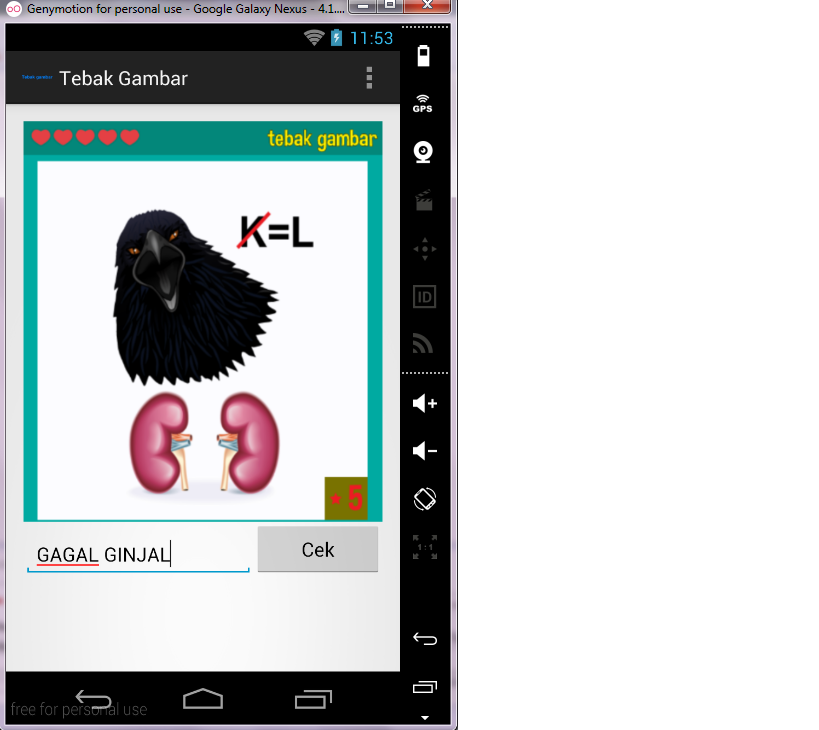 Genymotion for personal use - Google Galaxy Nexus - 4.1....
11:53
Tebak gambar
Tebak Gambar
GPS
tebak gambar
K=L
ID
* 5
GAGAL GINJAL
Cek
1:1
free for personal use